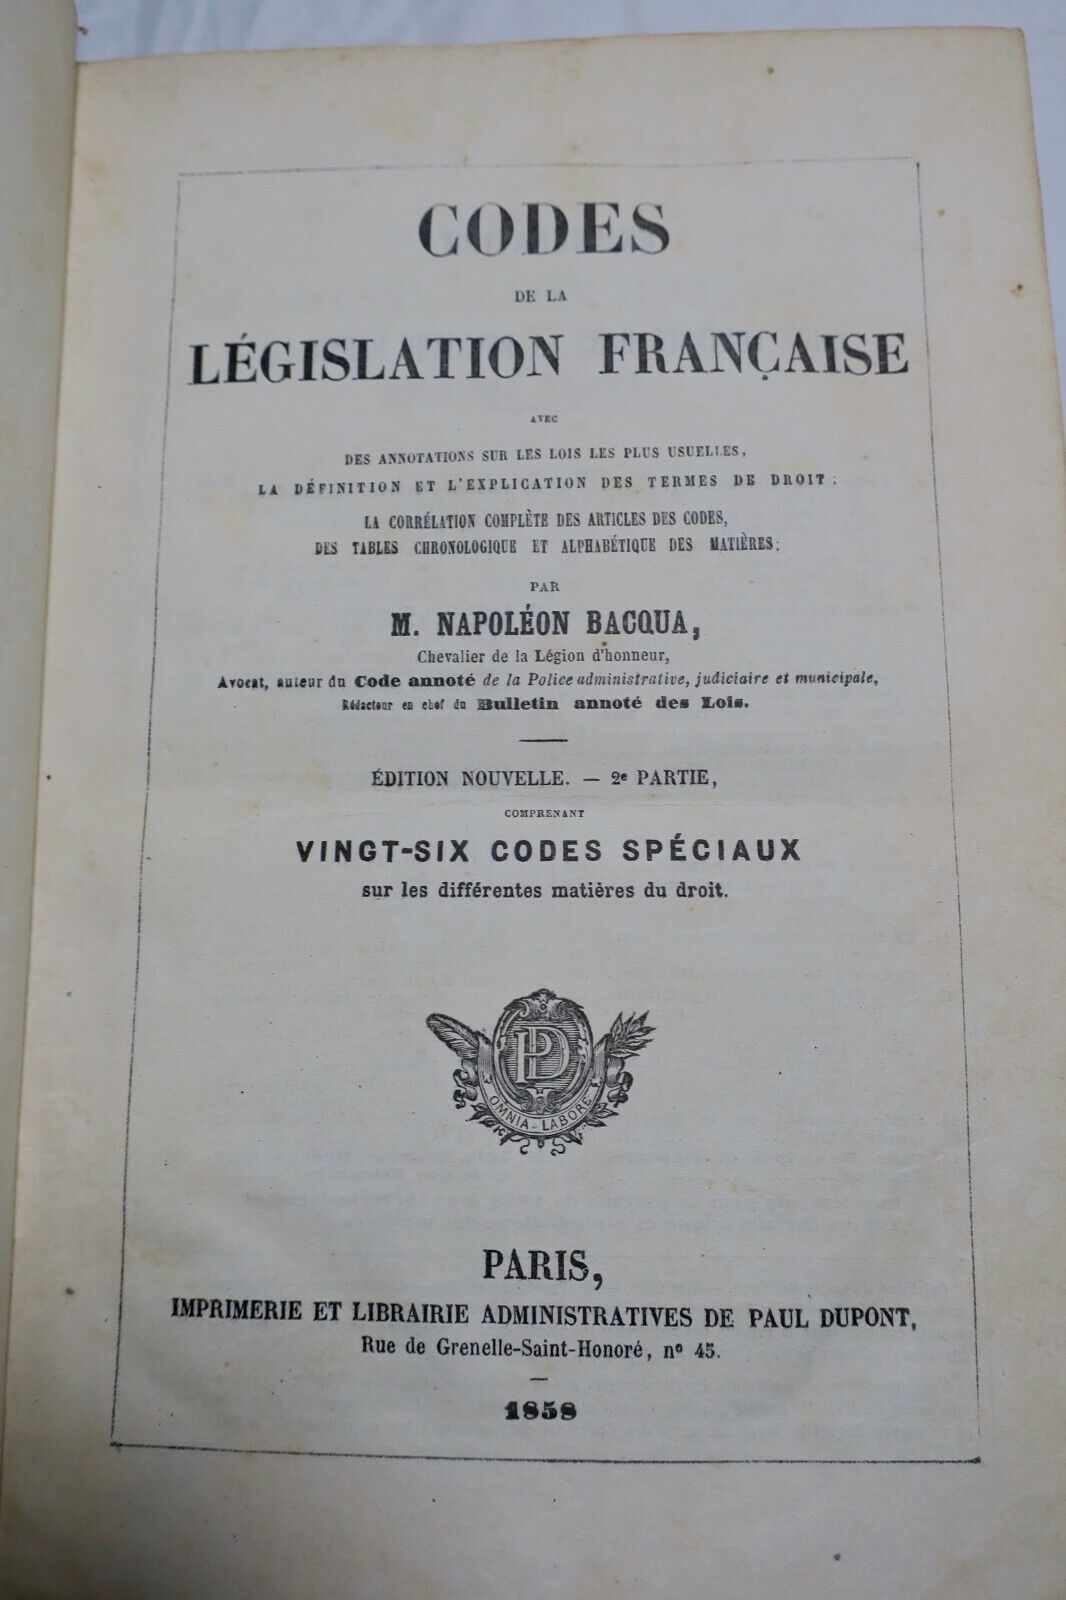 CODES
DE LA
LÉGISLATION FRANÇAISE
AVEC
DES ANNOTATIONS SUR LES LOIS LES PLUS USUELLES,
LA DÉFINITION ET L'EXPLICATION DES TERMES DE DROIT;
LA CORRÉLATION COMPLÈTE DES ARTICLES DES CODES,
DES TABLES CHRONOLOGIQUE ET ALPHABÉTIQUE DES MATIÈRES;
PAR
M. NAPOLÉON BACQUA,
Chevalier de la Légion d'honneur,
Avocat, auteur du Code annoté de la Police administrative, judiciaire et municipale,
Rédacteur en chef du Bulletin annoté des Lois.
ÉDITION NOUVELLE. — 2e PARTIE,
COMPRENANT
VINGT-SIX CODES SPÉCIAUX
sur les différentes matières du droit.
PD
OMNIA LABORE
PARIS,
IMPRIMERIE ET LIBRAIRIE ADMINISTRATIVES DE PAUL DUPONT,
Rue de Grenelle-Saint-Honoré, nº 45.
1858